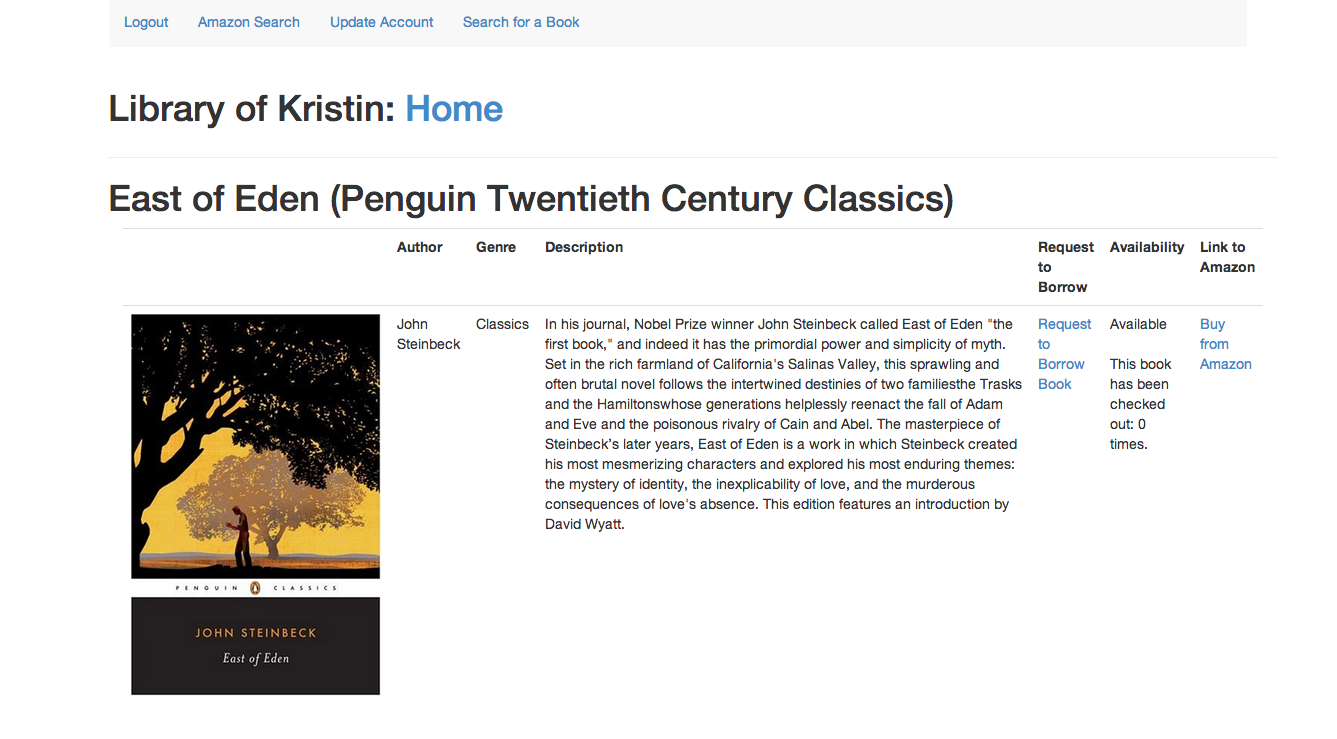 Logout Amazon Search Update Account Search for a Book
Library of Kristin: Home
East of Eden (Penguin Twentieth Century Classics)
Author Genre Description Request to Borrow Availability Link to Amazon
PENGUIN CLASSICS
JOHN STEINBECK
East of Eden
John
Steinbeck
Classics
In his journal, Nobel Prize winner John Steinbeck called East of Eden "the
first book," and indeed it has the primordial power and simplicity of myth.
Set in the rich farmland of California's Salinas Valley, this sprawling and
often brutal novel follows the intertwined destinies of two familiesthe Trasks
and the Hamiltonswhose generations helplessly reenact the fall of Adam
and Eve and the poisonous rivalry of Cain and Abel. The masterpiece of
Steinbeck’s later years, East of Eden is a work in which Steinbeck created
his most mesmerizing characters and explored his most enduring themes:
the mystery of identity, the inexplicability of love, and the murderous
consequences of love's absence. This edition features an introduction by
David Wyatt.
Request
to
Borrow
Book
Available
This book
has been
checked
out: 0
times.
Buy
from
Amazon